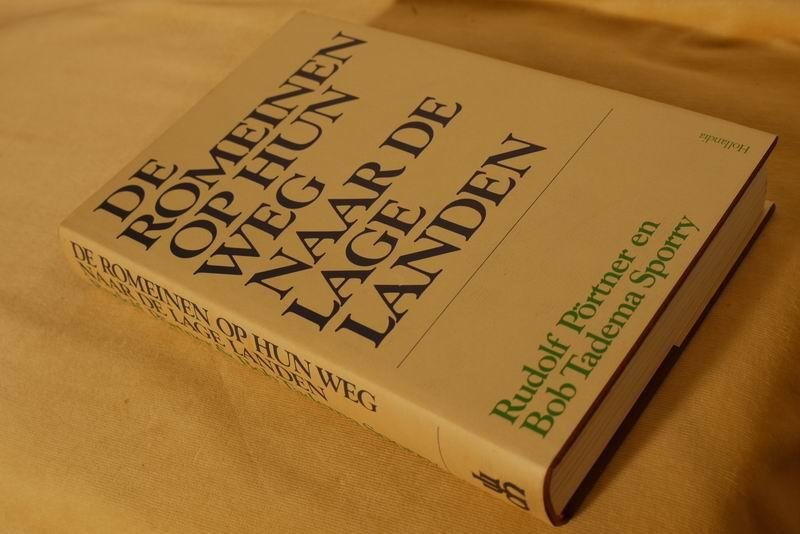 DE
ROMEINEN
OP HUN
WEG
NAAR DE
LAGE
LANDEN
Rudolf Pörtner en
Bob Tadema Sporry
Hollandia
DE ROMEINEN OP HUN WEG
NAAR DE LAGE LANDEN